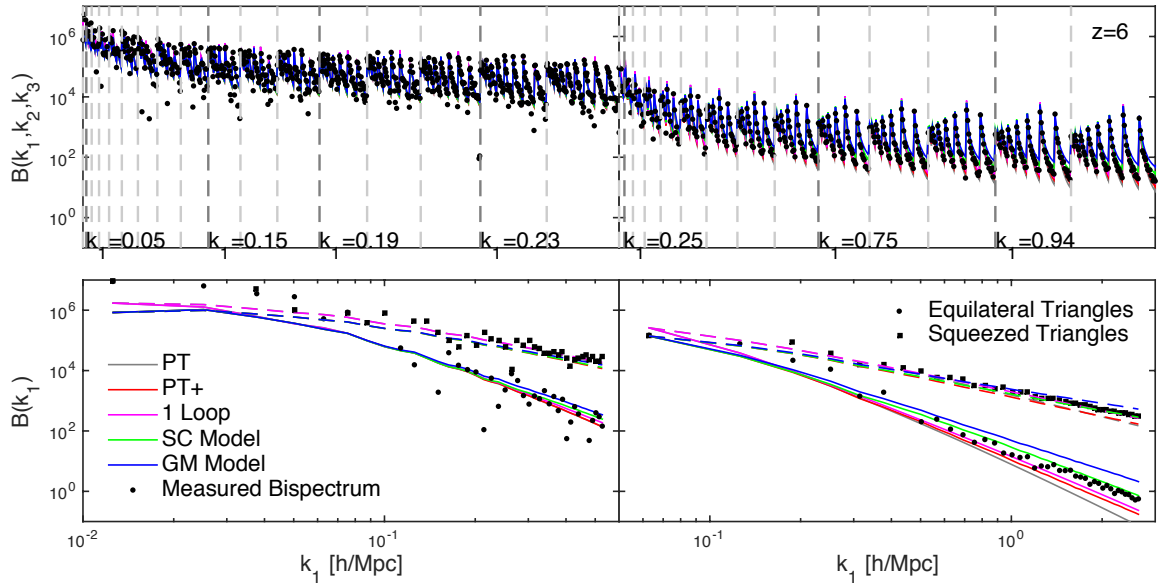 z=6
B(k1,k2,k3)
10^6
10^4
10^2
10^0
k1=0.05
k1=0.15
k1=0.19
k1=0.23
k1=0.25
k1=0.75
k1=0.94
B(k1)
10^6
10^4
10^2
10^0
PT
PT+
1 Loop
SC Model
GM Model
Measured Bispectrum
Equilateral Triangles
Squeezed Triangles
10^-2
10^-1
10^-1
10^0
k1 [h/Mpc]
k1 [h/Mpc]